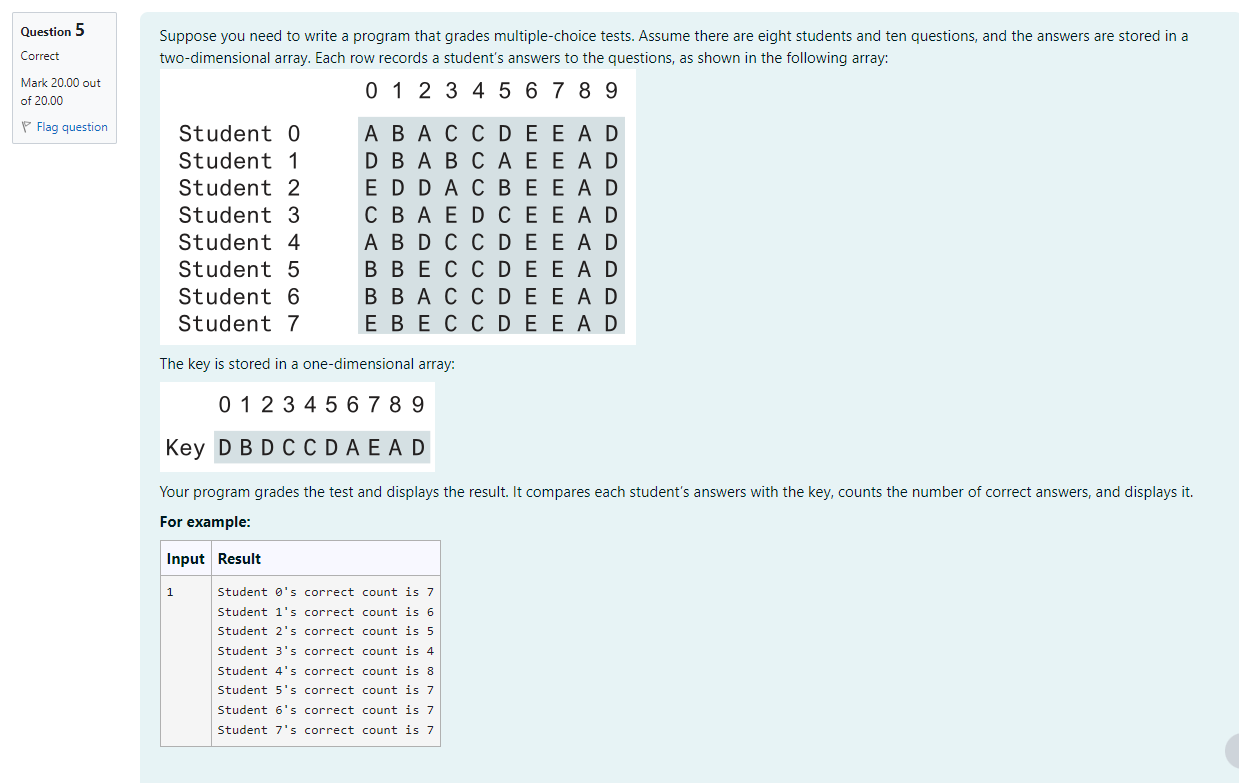 Question 5
Correct
Mark 20.00 out
of 20.00
Flag question
Suppose you need to write a program that grades multiple-choice tests. Assume there are eight students and ten questions, and the answers are stored in a
two-dimensional array. Each row records a student's answers to the questions, as shown in the following array:
0 1 2 3 4 5 6 7 8 9
Student 0 A B A C C D E E A D
Student 1 D B A B C A E E A D
Student 2 E D D A C B E E A D
Student 3 C B A E D C E E A D
Student 4 A B D C C D E E A D
Student 5 B B E C C D E E A D
Student 6 B B A C C D E E A D
Student 7 E B E C C D E E A D
The key is stored in a one-dimensional array:
0 1 2 3 4 5 6 7 8 9
Key D B D C C D A E A D
Your program grades the test and displays the result. It compares each student's answers with the key, counts the number of correct answers, and displays it.
For example:
Input Result
1 Student 0's correct count is 7
Student 1's correct count is 6
Student 2's correct count is 5
Student 3's correct count is 4
Student 4's correct count is 8
Student 5's correct count is 7
Student 6's correct count is 7
Student 7's correct count is 7